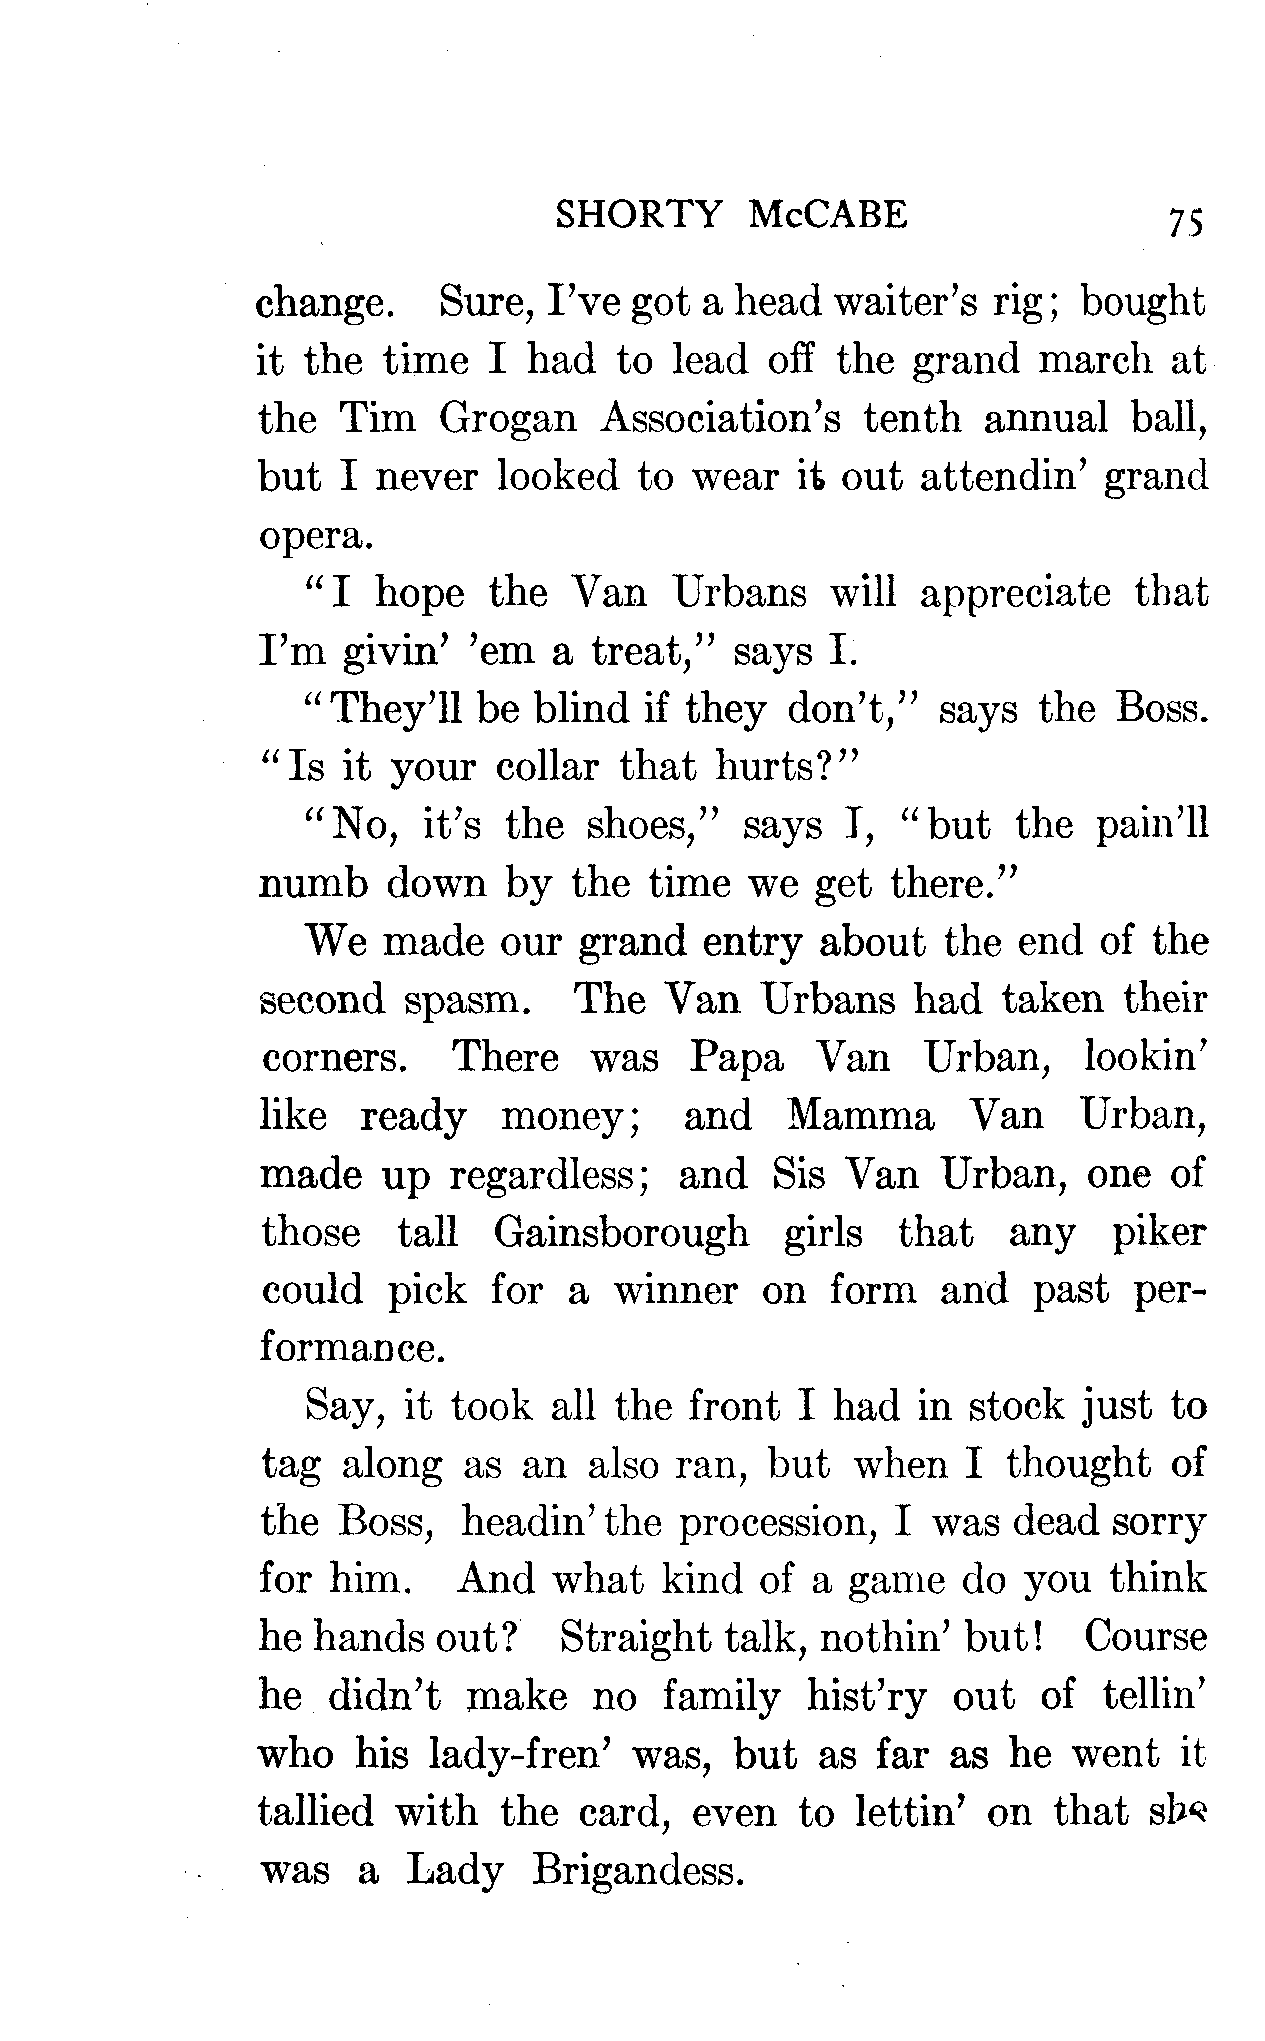 SHORTY McCABE 75
change. Sure, I've got a head waiter's rig; bought
it the time I had to lead off the grand march at
the Tim Grogan Association's tenth annual ball,
but I never looked to wear it out attendin' grand
opera.
"I hope the Van Urbans will appreciate that
I'm givin' 'em a treat," says I.
"They'll be blind if they don't," says the Boss.
"Is it your collar that hurts?"
"No, it's the shoes," says I, "but the pain'll
numb down by the time we get there."
We made our grand entry about the end of the
second spasm. The Van Urbans had taken their
corners. There was Papa Van Urban, lookin'
like ready money; and Mamma Van Urban,
made up regardless; and Sis Van Urban, one of
those tall Gainsborough girls that any piker
could pick for a winner on form and past per-
formance.
Say, it took all the front I had in stock just to
tag along as an also ran, but when I thought of
the Boss, headin' the procession, I was dead sorry
for him. And what kind of a game do you think
he hands out? Straight talk, nothin' but! Course
he didn't make no family hist'ry out of tellin'
who his lady-fren' was, but as far as he went it
tallied with the card, even to lettin' on that she
was a Lady Brigandess.